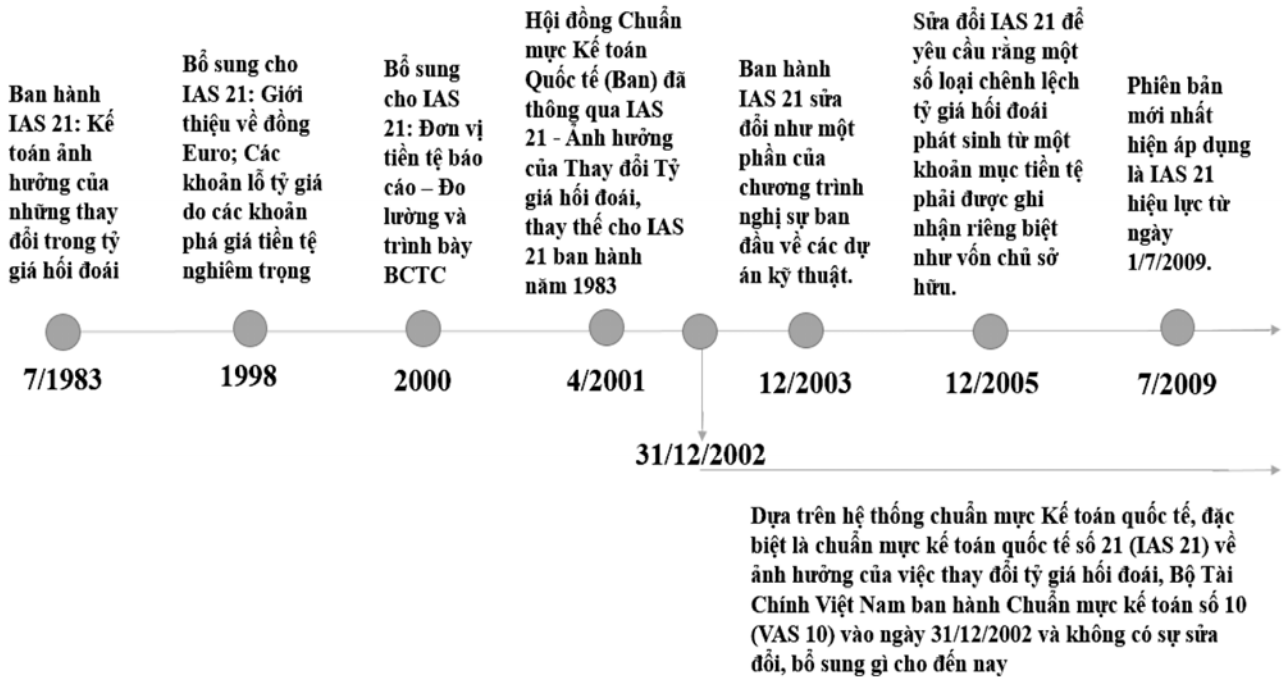 Ban hành
IAS 21: Kế
toán ảnh
hưởng của
những thay
đổi trong tỷ
giá hối đoái
7/1983
Bổ sung cho
IAS 21: Giới
thiệu về đồng
Euro; Các
khoản lỗ tỷ giá
do các khoản
phá giá tiền tệ
nghiêm trọng
1998
Bổ sung
cho IAS
21: Đơn vị
tiền tệ báo
cáo – Đo
lường và
trình bày
BCTC
2000
Hội đồng Chuẩn
mực Kế toán
Quốc tế (Ban) đã
thông qua IAS
21 - Ảnh hưởng
của Thay đổi Tỷ
giá hối đoái,
thay thế cho IAS
21 ban hành
năm 1983
4/2001
Ban hành
IAS 21 sửa
đổi như một
phần của
chương trình
nghị sự ban
đầu về các dự
án kỹ thuật.
12/2003
Sửa đổi IAS 21 để
yêu cầu rằng một
số loại chênh lệch
tỷ giá hối đoái
phát sinh từ một
khoản mục tiền tệ
phải được ghi
nhận riêng biệt
như vốn chủ sở
hữu.
12/2005
Phiên bản
mới nhất
hiện áp dụng
là IAS 21
hiệu lực từ
ngày
1/7/2009.
7/2009
31/12/2002
Dựa trên hệ thống chuẩn mực Kế toán quốc tế, đặc
biệt là chuẩn mực kế toán quốc tế số 21 (IAS 21) về
ảnh hưởng của việc thay đổi tỷ giá hối đoái, Bộ Tài
Chính Việt Nam ban hành Chuẩn mực kế toán số 10
(VAS 10) vào ngày 31/12/2002 và không có sự sửa
đổi, bổ sung gì cho đến nay